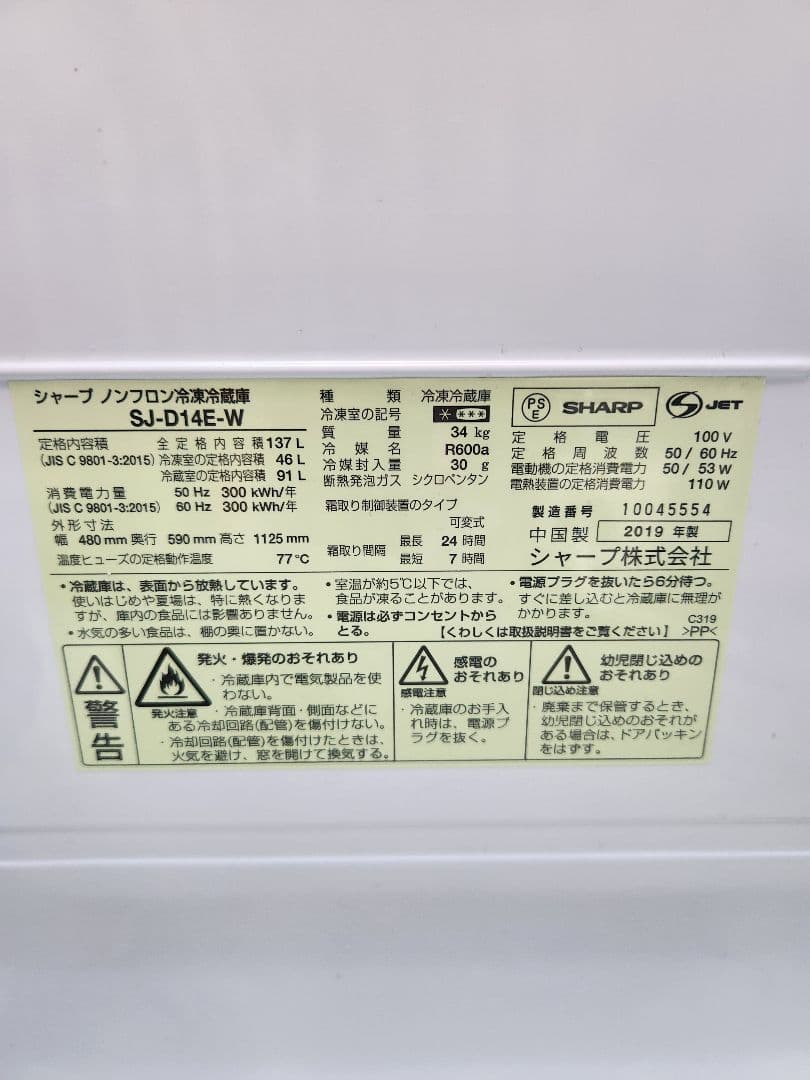 シャープ ノンフロン冷凍冷蔵庫
SJ-D14E-W
定格内容積 全定格内容積 137 L
(JIS C 9801-3:2015) 冷凍室の定格内容積 46 L
冷蔵室の定格内容積 91 L
消費電力量 50 Hz 300 kWh/年
(JIS C 9801-3:2015) 60 Hz 300 kWh/年
外形寸法
幅 480 mm 奥行 590 mm 高さ 1125 mm
温度ヒューズの定格動作温度 77℃
種類 冷凍冷蔵庫
冷凍室の記号 * ***
質量 34 kg
冷媒名 R600a
冷媒封入量 30 g
断熱発泡ガス シクロペンタン
霜取り制御装置のタイプ
可変式
霜取り間隔 最長 24 時間
最短 7 時間
PSE SHARP S JET
定格電圧 100 V
定格周波数 50 / 60 Hz
電動機の定格消費電力 50 / 53 W
電熱装置の定格消費電力 110 W
製造番号 10045554
中国製 2019 年製
シャープ株式会社
・冷蔵庫は、表面から放熱しています。
使いはじめや夏場は、特に熱くなりま
すが、庫内の食品には影響ありません。
・水気の多い食品は、棚の奥に置かない。
・室温が約5℃以下では、
食品が凍ることがあります。
・電源は必ずコンセントから
とる。
・電源プラグを抜いたら6分待つ。
すぐに差し込むと冷蔵庫に無理が
かかります。
C319
【くわしくは取扱説明書をご覧ください】 >PP<
警告
発火・爆発のおそれあり
発火注意
・冷蔵庫内で電気製品を使
わない。
・冷蔵庫背面・側面などに
ある冷却回路(配管)を傷付けない。
・冷却回路(配管)を傷付けたときは、
火気を避け、窓を開けて換気する。
感電の
おそれあり
感電注意
・冷蔵庫のお手入
れ時は、電源プ
ラグを抜く。
幼児閉じ込めの
おそれあり
閉じ込め注意
・廃棄まで保管するとき、
幼児閉じ込めのおそれが
ある場合は、ドアパッキン
をはずす。